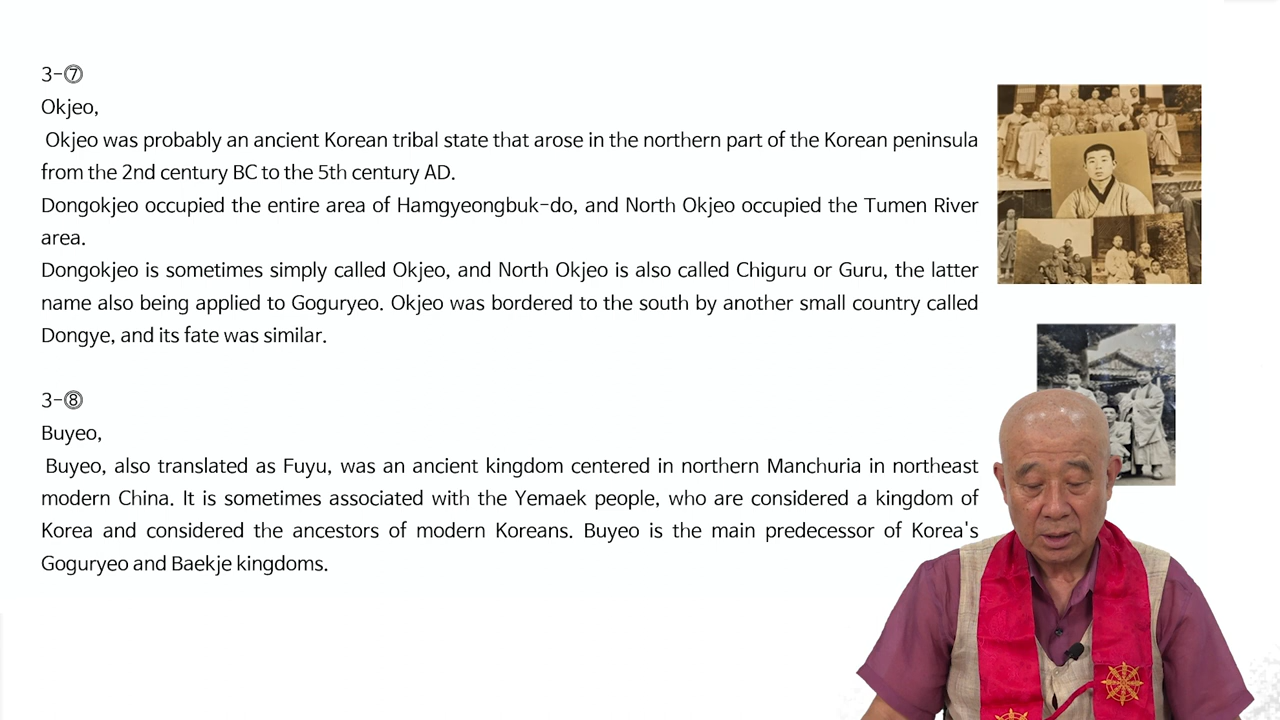 3-⑦
Okjeo,
Okjeo was probably an ancient Korean tribal state that arose in the northern part of the Korean peninsula
from the 2nd century BC to the 5th century AD.
Dongokjeo occupied the entire area of Hamgyeongbuk-do, and North Okjeo occupied the Tumen River
area.
Dongokjeo is sometimes simply called Okjeo, and North Okjeo is also called Chiguru or Guru, the latter
name also being applied to Goguryeo. Okjeo was bordered to the south by another small country called
Dongye, and its fate was similar.
3-⑧
Buyeo,
Buyeo, also translated as Fuyu, was an ancient kingdom centered in northern Manchuria in northeast
modern China. It is sometimes associated with the Yemaek people, who are considered a kingdom of
Korea and considered the ancestors of modern Koreans. Buyeo is the main predecessor of Korea's
Goguryeo and Baekje kingdoms.